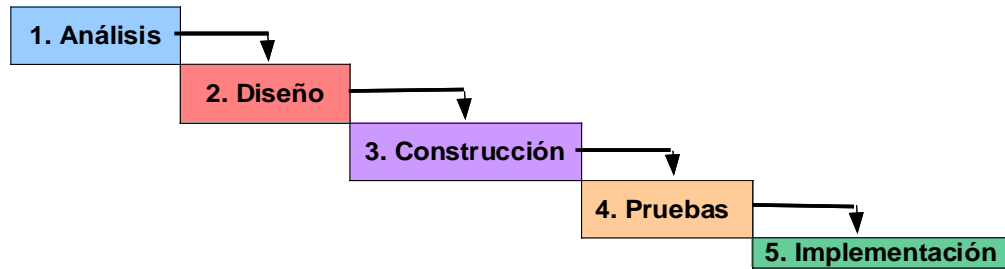 1. Análisis
2. Diseño
3. Construcción
4. Pruebas
5. Implementación